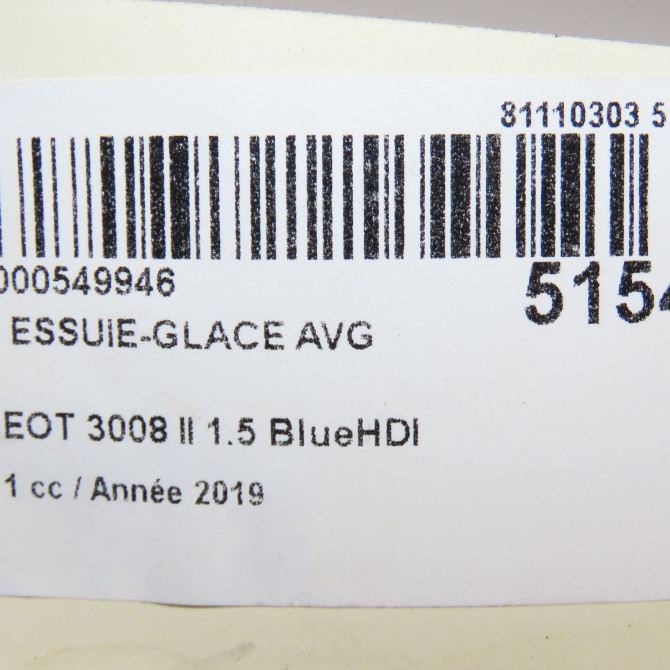 81110303 5
000549946
5154
ESSUIE-GLACE AVG
EOT 3008 II 1.5 BlueHDI
1 cc / Année 2019